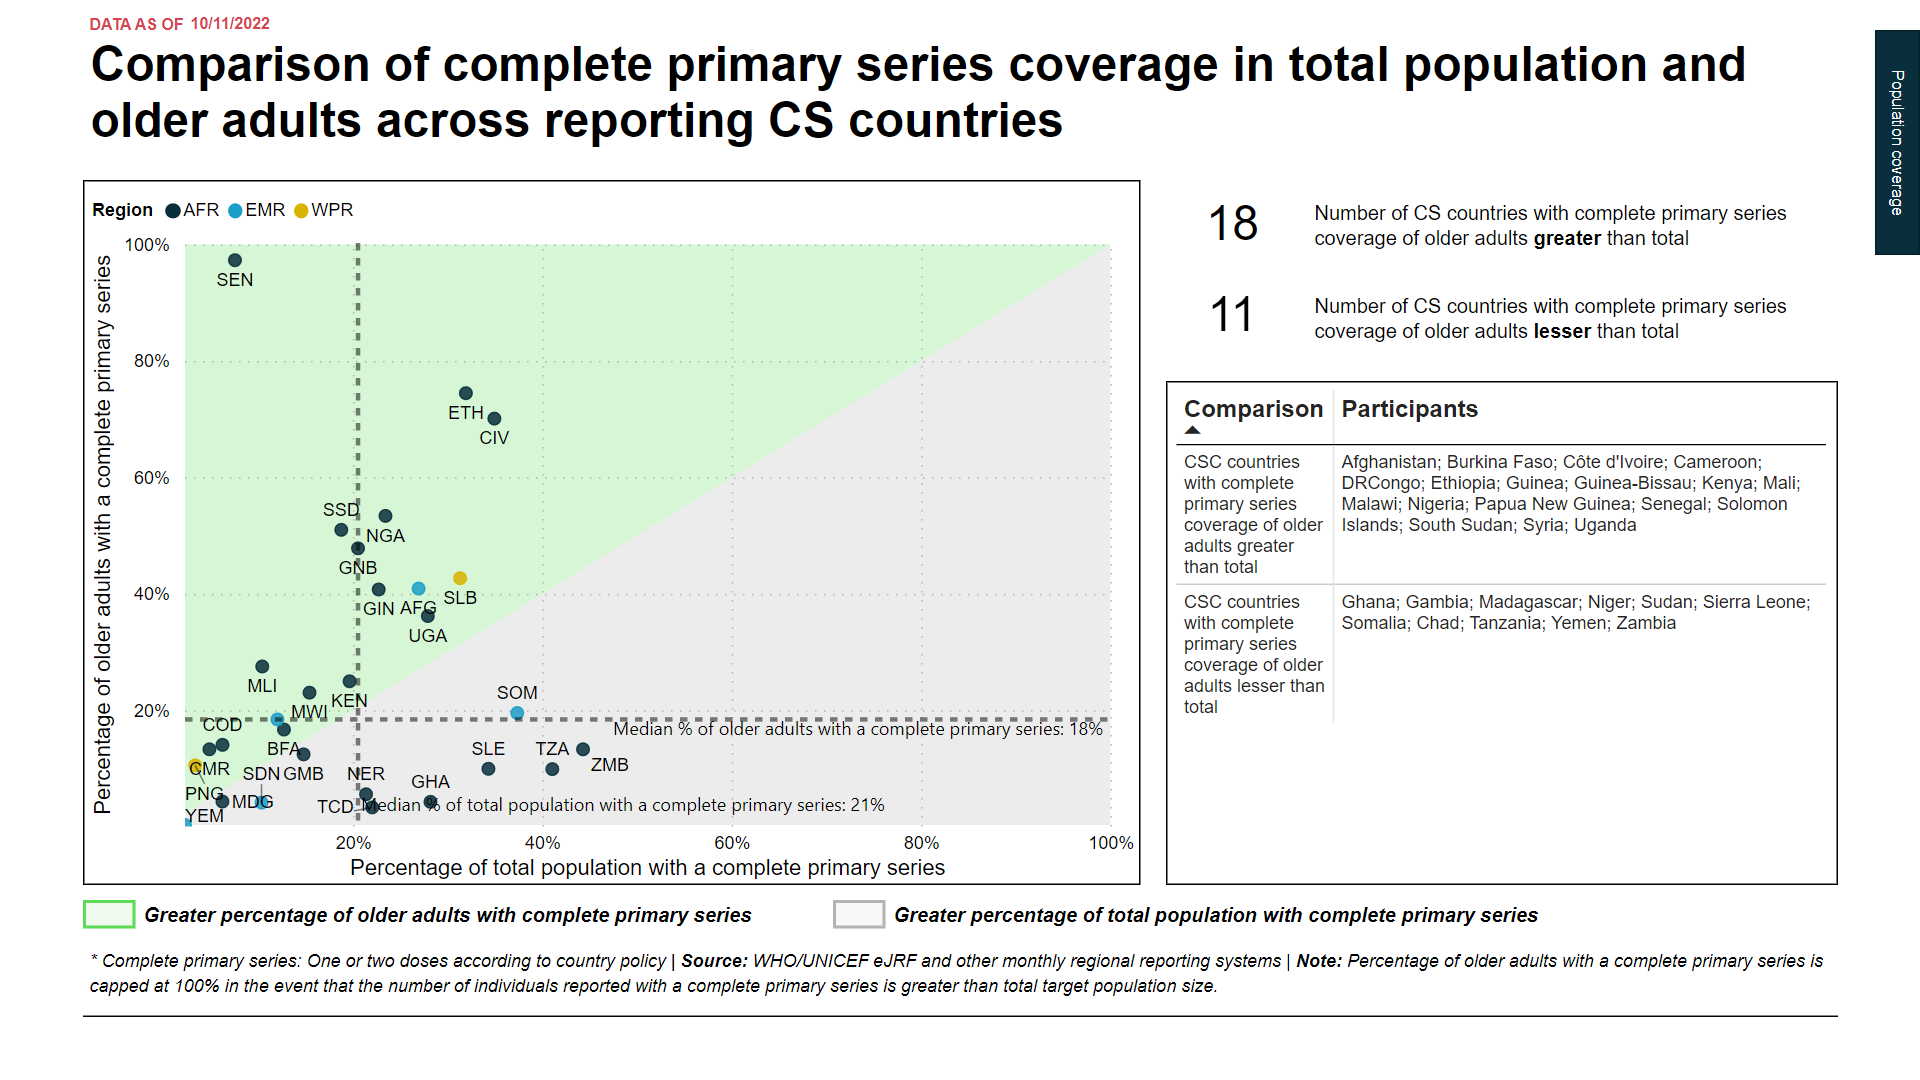 DATA AS OF 10/11/2022
Comparison of complete primary series coverage in total population and
older adults across reporting CS countries
Population coverage
Region AFR EMR WPR
Percentage of older adults with a complete primary series
100%
80%
60%
40%
20%
SEN
ETH
CIV
SSD
NGA
GNB
GIN
AFG
SLB
UGA
MLI
KEN
MWI
SOM
COD
BFA
CMR
SDN
GMB
NER
SLE
TZA
ZMB
GHA
PNG
MDG
TCD
YEM
Median % of older adults with a complete primary series: 18%
Median % of total population with a complete primary series: 21%
20%
40%
60%
80%
100%
Percentage of total population with a complete primary series
18
Number of CS countries with complete primary series
coverage of older adults greater than total
11
Number of CS countries with complete primary series
coverage of older adults lesser than total
Comparison
Participants
CSC countries
with complete
primary series
coverage of older
adults greater
than total
Afghanistan; Burkina Faso; Côte d'Ivoire; Cameroon;
DRCongo; Ethiopia; Guinea; Guinea-Bissau; Kenya; Mali;
Malawi; Nigeria; Papua New Guinea; Senegal; Solomon
Islands; South Sudan; Syria; Uganda
CSC countries
with complete
primary series
coverage of older
adults lesser than
total
Ghana; Gambia; Madagascar; Niger; Sudan; Sierra Leone;
Somalia; Chad; Tanzania; Yemen; Zambia
Greater percentage of older adults with complete primary series
Greater percentage of total population with complete primary series
* Complete primary series: One or two doses according to country policy | Source: WHO/UNICEF eJRF and other monthly regional reporting systems | Note: Percentage of older adults with a complete primary series is
capped at 100% in the event that the number of individuals reported with a complete primary series is greater than total target population size.